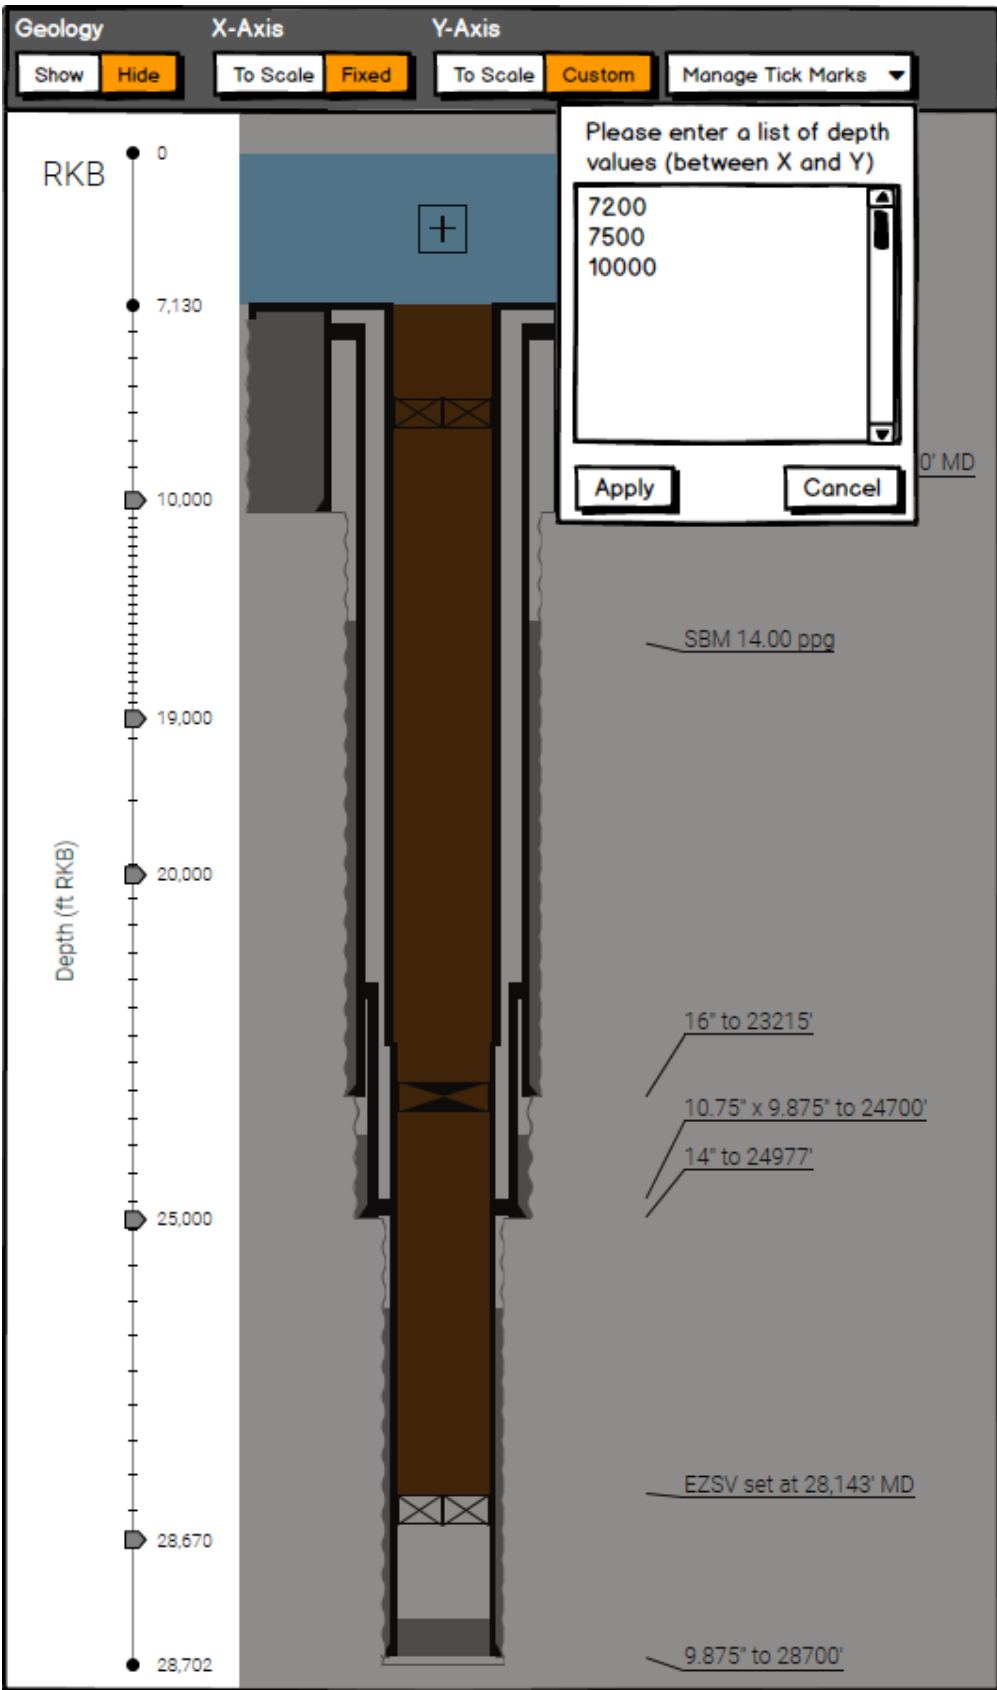 Geology
X-Axis
Y-Axis
Show
Hide
To Scale
Fixed
To Scale
Custom
Manage Tick Marks
Please enter a list of depth
values (between X and Y)
7200
7500
10000
Apply
Cancel
RKB
0
7,130
10,000
19,000
20,000
25,000
28,670
28,702
Depth (ft RKB)
0' MD
SBM 14.00 ppg
16" to 23215'
10.75" x 9.875" to 24700'
14" to 24977'
EZSV set at 28,143' MD
9.875" to 28700'